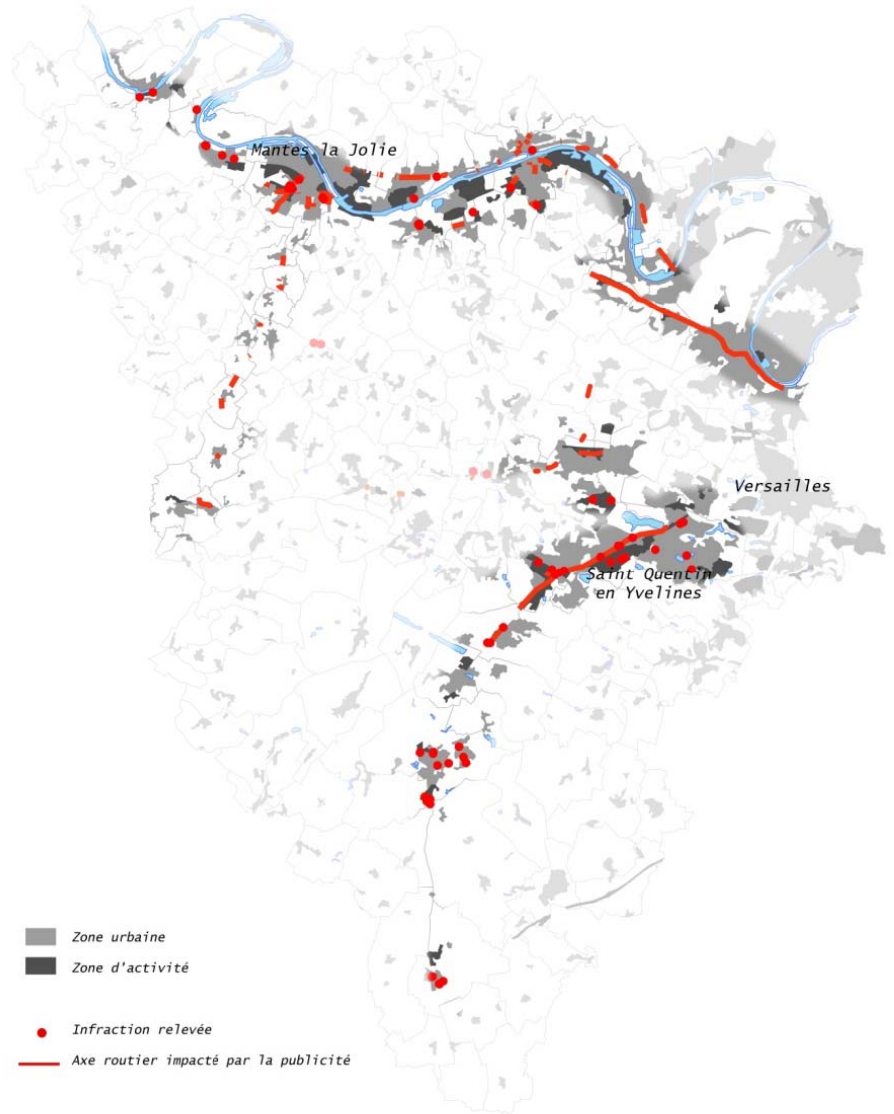 Mantes la Jolie
Versailles
Saint Quentin
en Yvelines
Zone urbaine
Zone d'activité
Infraction relevée
Axe routier impacté par la publicité